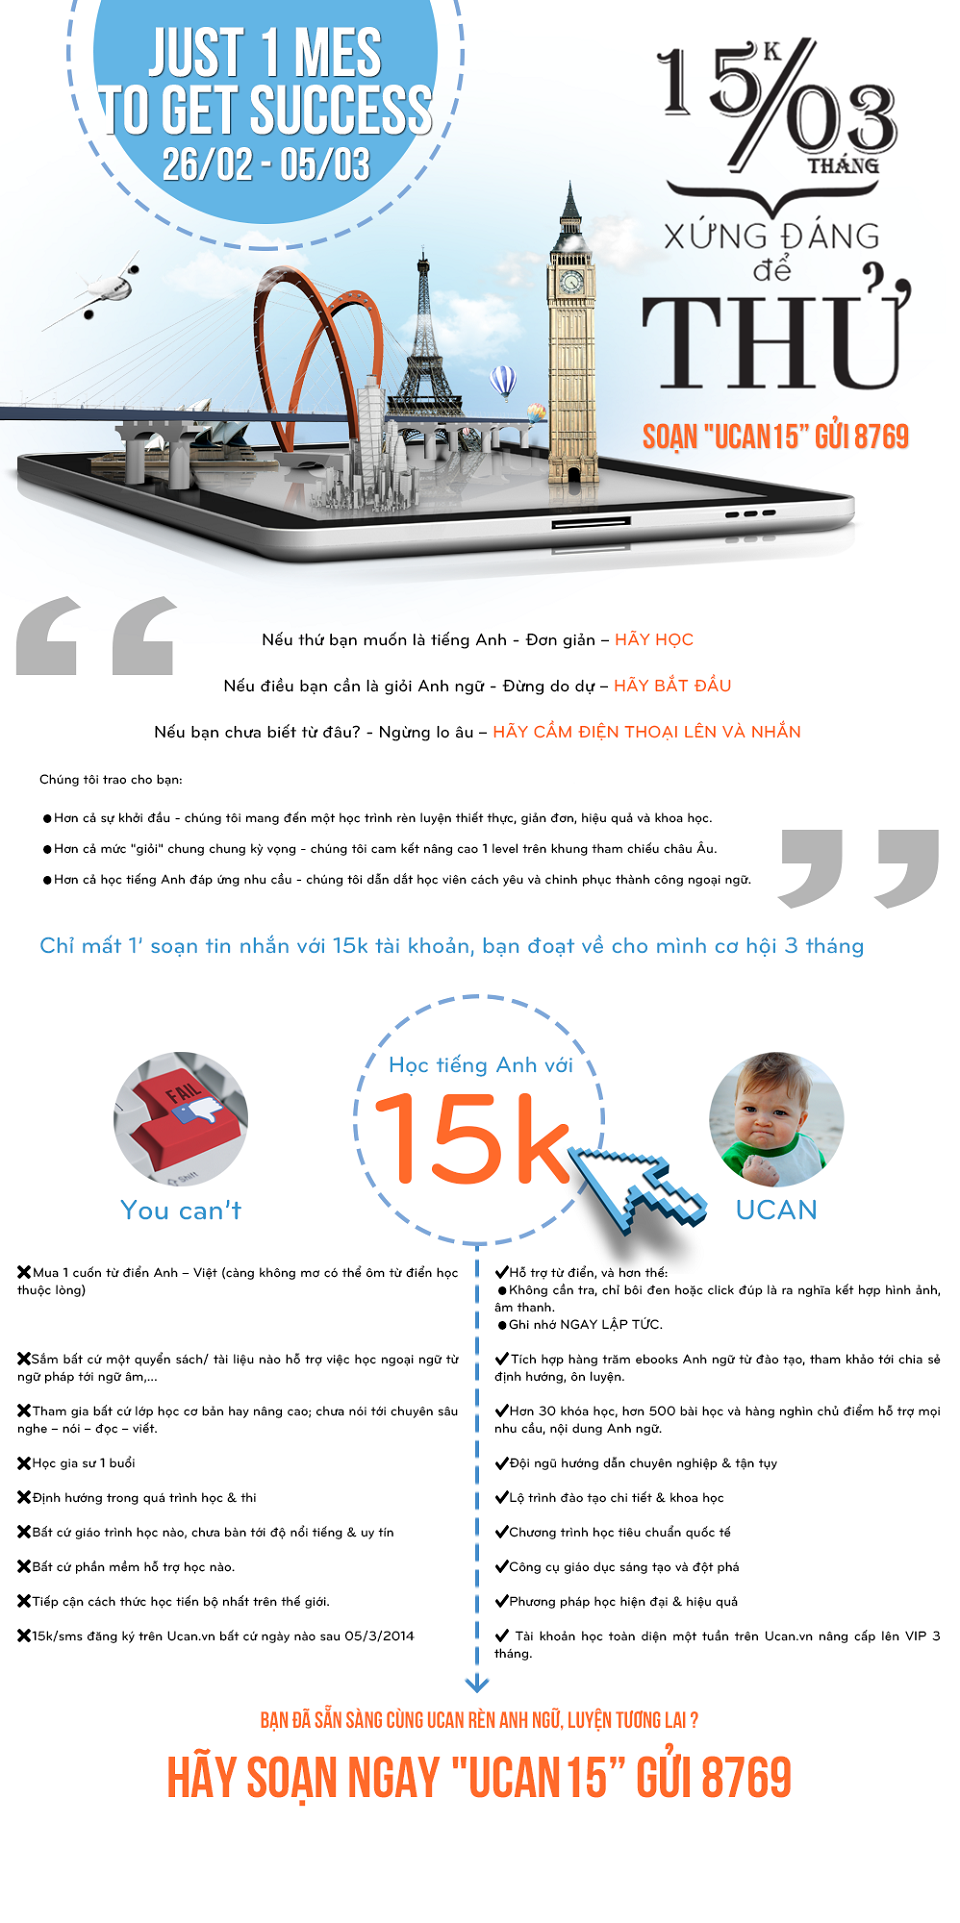 JUST 1 MES
TO GET SUCCESS
26/02 - 05/03
15K/03
THÁNG
XỨNG ĐÁNG
để
THỬ
SOẠN "UCAN15” GỬI 8769
Nếu thứ bạn muốn là tiếng Anh - Đơn giản – HÃY HỌC
Nếu điều bạn cần là giỏi Anh ngữ - Đừng do dự – HÃY BẮT ĐẦU
Nếu bạn chưa biết từ đâu? - Ngừng lo âu – HÃY CẦM ĐIỆN THOẠI LÊN VÀ NHẮN
Chúng tôi trao cho bạn:
●Hơn cả sự khởi đầu - chúng tôi mang đến một học trình rèn luyện thiết thực, giản đơn, hiệu quả và khoa học.
●Hơn cả mức "giỏi" chung chung kỳ vọng - chúng tôi cam kết nâng cao 1 level trên khung tham chiếu châu Âu.
●Hơn cả học tiếng Anh đáp ứng nhu cầu - chúng tôi dẫn dắt học viên cách yêu và chinh phục thành công ngoại ngữ.
Chỉ mất 1’ soạn tin nhắn với 15k tài khoản, bạn đoạt về cho mình cơ hội 3 tháng
Học tiếng Anh với
15k
FAIL
Shift
You can’t
UCAN
✖Mua 1 cuốn từ điển Anh – Việt (càng không mơ có thể ôm từ điển học
thuộc lòng)
✖Sắm bất cứ một quyển sách/ tài liệu nào hỗ trợ việc học ngoại ngữ từ
ngữ pháp tới ngữ âm,...
✖Tham gia bất cứ lớp học cơ bản hay nâng cao; chưa nói tới chuyên sâu
nghe – nói – đọc – viết.
✖Học gia sư 1 buổi
✖Định hướng trong quá trình học & thi
✖Bất cứ giáo trình học nào, chưa bàn tới độ nổi tiếng & uy tín
✖Bất cứ phần mềm hỗ trợ học nào.
✖Tiếp cận cách thức học tiến bộ nhất trên thế giới.
✖15k/sms đăng ký trên Ucan.vn bất cứ ngày nào sau 05/3/2014
✔Hỗ trợ từ điển, và hơn thế:
●Không cần tra, chỉ bôi đen hoặc click đúp là ra nghĩa kết hợp hình ảnh,
âm thanh.
●Ghi nhớ NGAY LẬP TỨC.
✔Tích hợp hàng trăm ebooks Anh ngữ từ đào tạo, tham khảo tới chia sẻ
định hướng, ôn luyện.
✔Hơn 30 khóa học, hơn 500 bài học và hàng nghìn chủ điểm hỗ trợ mọi
nhu cầu, nội dung Anh ngữ.
✔Đội ngũ hướng dẫn chuyên nghiệp & tận tụy
✔Lộ trình đào tạo chi tiết & khoa học
✔Chương trình học tiêu chuẩn quốc tế
✔Công cụ giáo dục sáng tạo và đột phá
✔Phương pháp học hiện đại & hiệu quả
✔ Tài khoản học toàn diện một tuần trên Ucan.vn nâng cấp lên VIP 3
tháng.
BẠN ĐÃ SẴN SÀNG CÙNG UCAN RÈN ANH NGỮ, LUYỆN TƯƠNG LAI ?
HÃY SOẠN NGAY "UCAN15” GỬI 8769